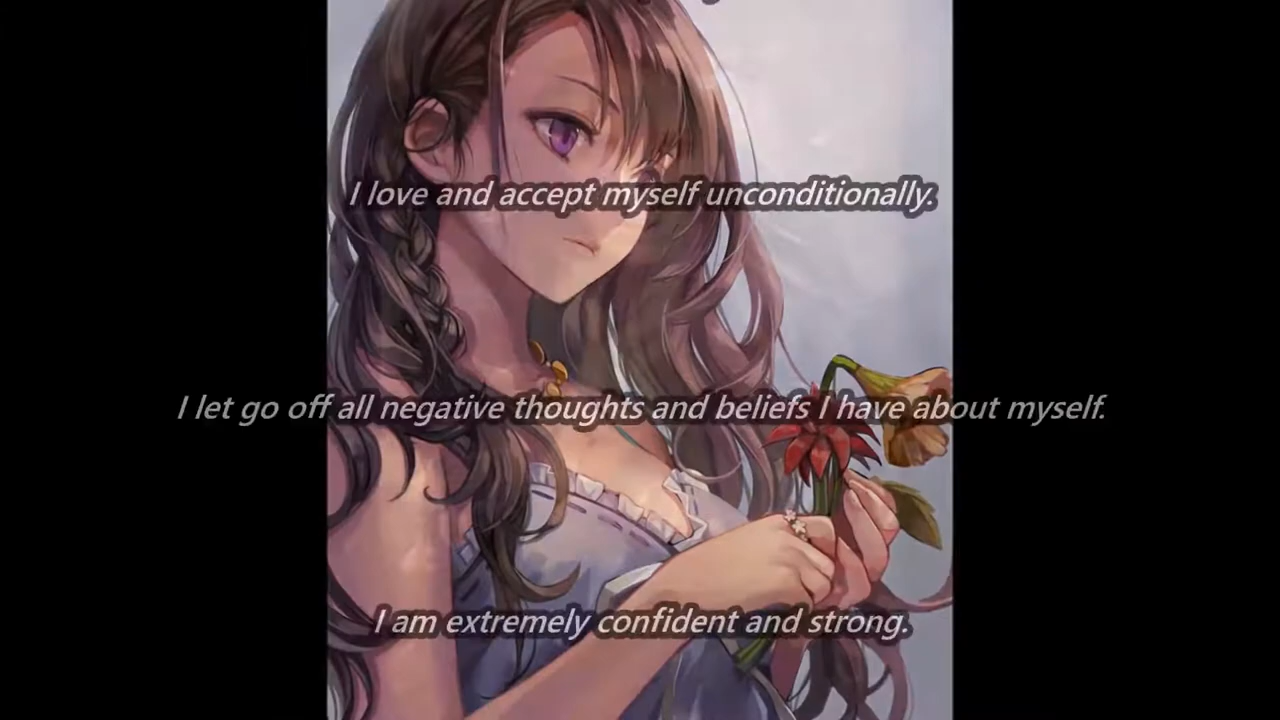 I love and accept myself unconditionally.
I let go off all negative thoughts and beliefs I have about myself.
I am extremely confident and strong.